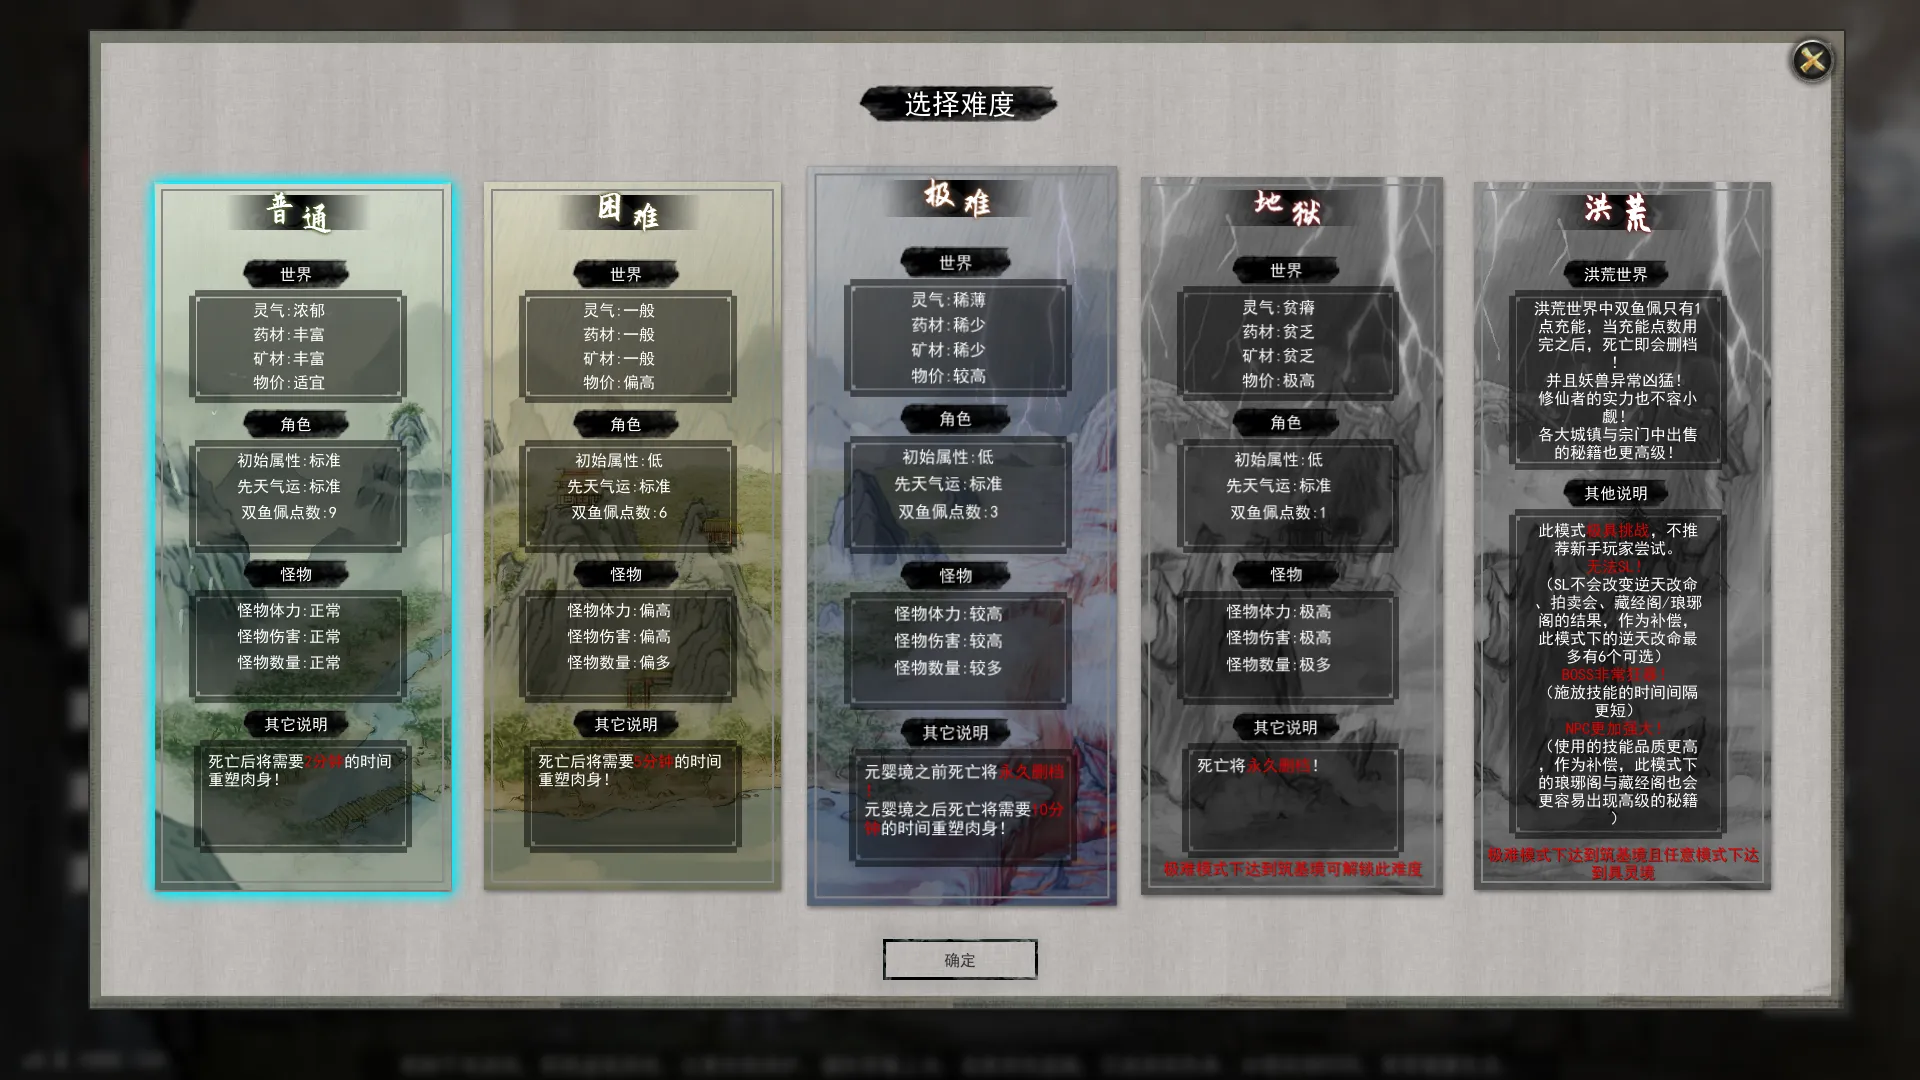 选择难度
普通
世界
灵气:浓郁
药材:丰富
矿材:丰富
物价:适宜
角色
初始属性:标准
先天气运:标准
双鱼佩点数:9
怪物
怪物体力:正常
怪物伤害:正常
怪物数量:正常
其它说明
死亡后将需要2分钟的时间
重塑肉身!
困难
世界
灵气:一般
药材:一般
矿材:一般
物价:偏高
角色
初始属性:低
先天气运:标准
双鱼佩点数:6
怪物
怪物体力:偏高
怪物伤害:偏高
怪物数量:偏多
其它说明
死亡后将需要5分钟的时间
重塑肉身!
极难
世界
灵气:稀薄
药材:稀少
矿材:稀少
物价:较高
角色
初始属性:低
先天气运:标准
双鱼佩点数:3
怪物
怪物体力:较高
怪物伤害:较高
怪物数量:较多
其它说明
元婴境之前死亡将永久删档
!
元婴境之后死亡将需要10分
钟的时间重塑肉身!
地狱
世界
灵气:贫瘠
药材:贫乏
矿材:贫乏
物价:极高
角色
初始属性:低
先天气运:标准
双鱼佩点数:1
怪物
怪物体力:极高
怪物伤害:极高
怪物数量:极多
其它说明
死亡将永久删档!
极难模式下达到筑基境可解锁此难度
洪荒
洪荒世界
洪荒世界中双鱼佩只有1
点充能，当充能点数用
完之后，死亡即会删档
!
并且妖兽异常凶猛!
修仙者的实力也不容小
觑!
各大城镇与宗门中出售
的秘籍也更高级!
其他说明
此模式极具挑战，不推
荐新手玩家尝试。
无法SL!
（SL不会改变逆天改命
、拍卖会、藏经阁/琅琊
阁的结果，作为补偿，
此模式下的逆天改命最
多有6个可选）
BOSS非常狂暴!
（施放技能的时间间隔
更短）
NPC更加强大!
（使用的技能品质更高
，作为补偿，此模式下
的琅琊阁与藏经阁也会
更容易出现高级的秘籍
）
极难模式下达到筑基境且任意模式下达
到具灵境
确定